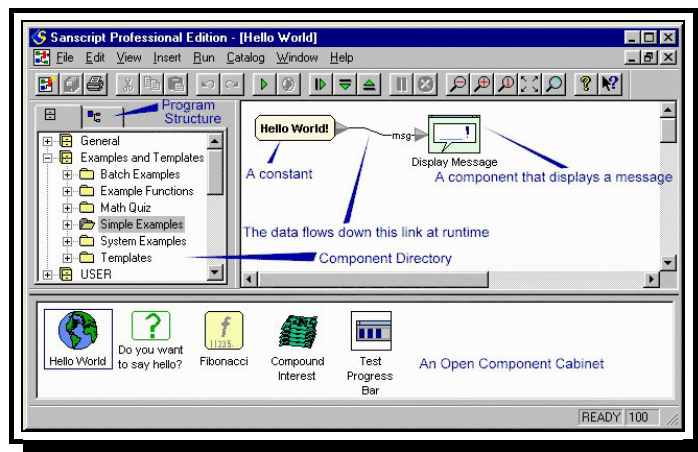 Sanscript Professional Edition - [Hello World]
File Edit View Insert Run Catalog Window Help
Program
Structure
General
Examples and Templates
Batch Examples
Example Functions
Math Quiz
Simple Examples
System Examples
Templates
USER
Hello World!
msg
!
Display Message
A constant
A component that displays a message
The data flows down this link at runtime
Component Directory
Hello World
?
Do you want
to say hello?
f
11235.
Fibonacci
Compound
Interest
Test
Progress
Bar
An Open Component Cabinet
READY 100